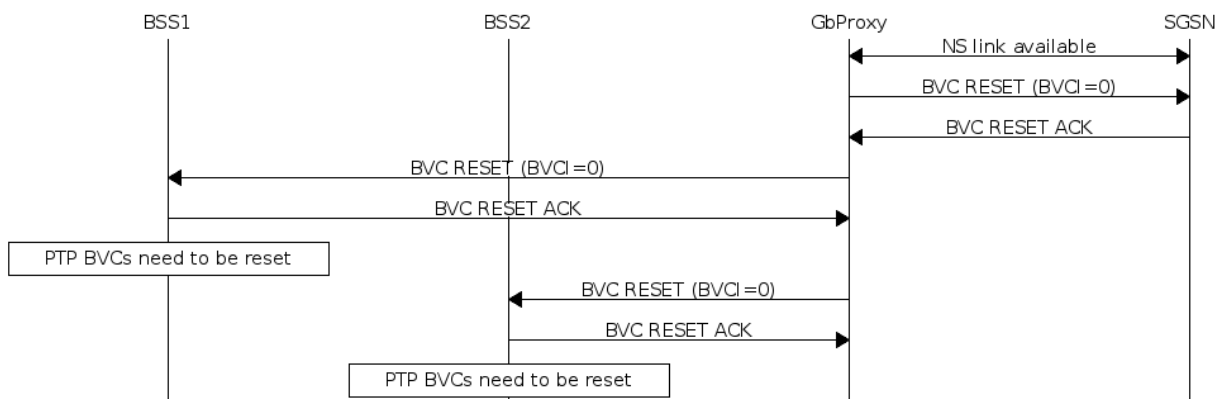 BSS1 BSS2 GbProxy SGSN
NS link available
BVC RESET (BVCI=0)
BVC RESET ACK
BVC RESET (BVCI=0)
BVC RESET ACK
PTP BVCs need to be reset
BVC RESET (BVCI=0)
BVC RESET ACK
PTP BVCs need to be reset